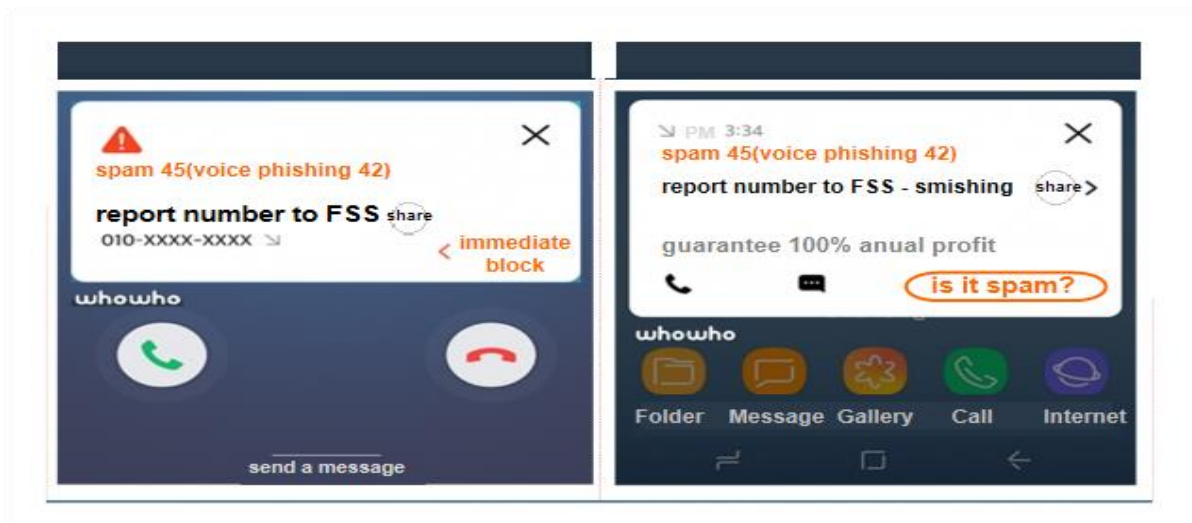 spam 45(voice phishing 42)
report number to FSS share
010-XXXX-XXXX
immediate
block
whowho
send a message
PM 3:34
spam 45(voice phishing 42)
report number to FSS - smishing share
guarantee 100% anual profit
is it spam?
whowho
Folder Message Gallery Call Internet